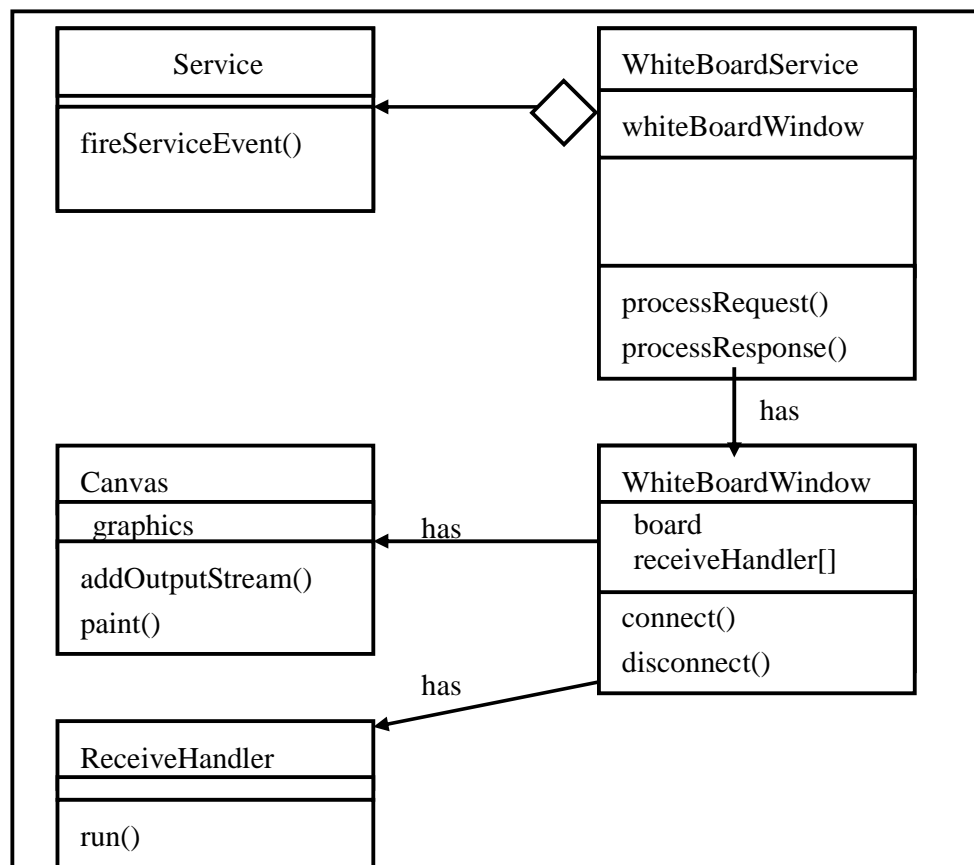 Service
fireServiceEvent()
WhiteBoardService
whiteBoardWindow
processRequest()
processResponse()
has
Canvas
graphics
addOutputStream()
paint()
has
WhiteBoardWindow
board
receiveHandler[]
connect()
disconnect()
has
ReceiveHandler
run()